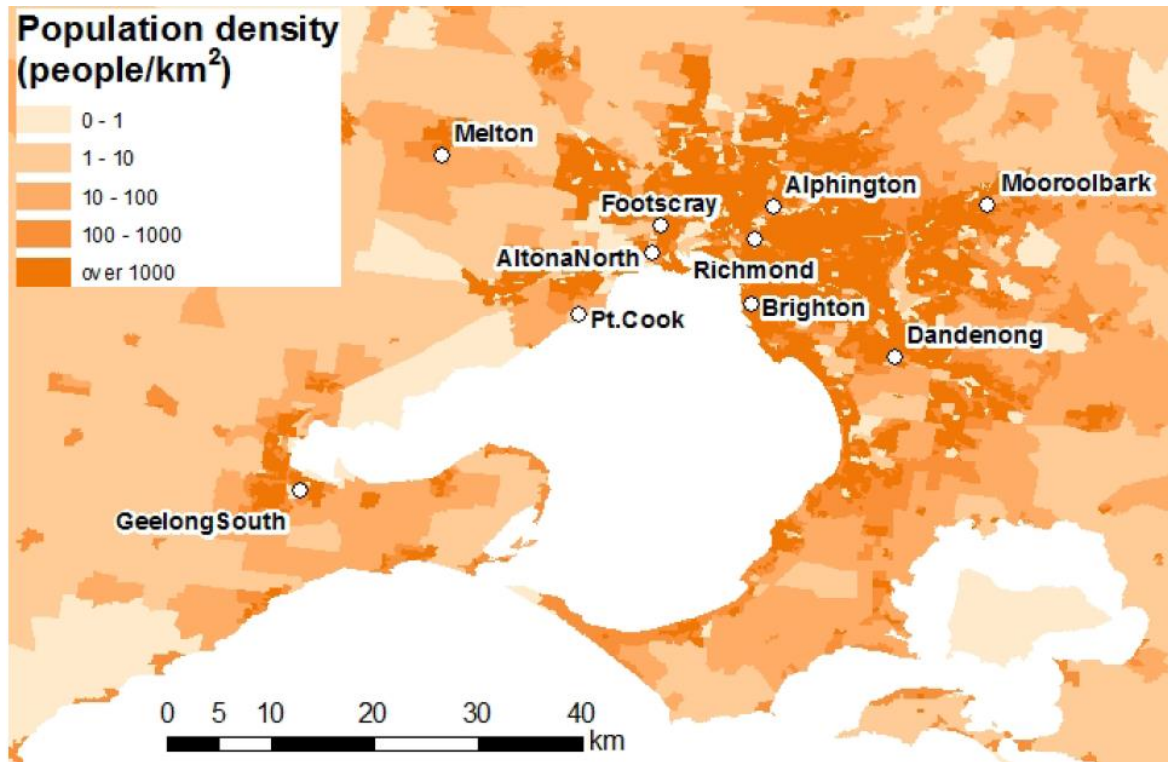 Population density
(people/km²)
0 - 1
1 - 10
10 - 100
100 - 1000
over 1000
Melton
Alphington
Mooroolbark
Footscray
AltonaNorth
Richmond
Brighton
Pt.Cook
Dandenong
GeelongSouth
0 5 10 20 30 40
km